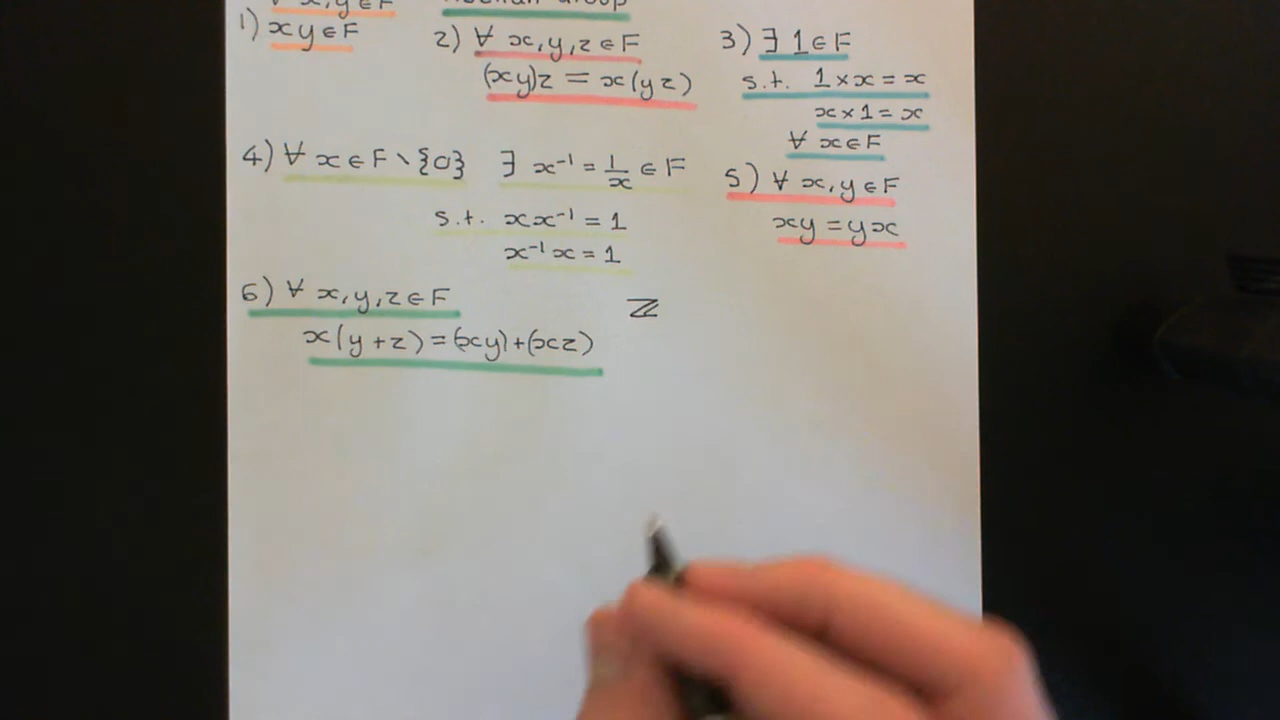 ∀ x,y∈F
1) xy∈F
2) ∀ x,y,z∈F
(xy)z = x(yz)
3) ∃ 1∈F
s.t. 1×x=x
x×1=x
∀ x∈F
4) ∀ x∈F∖{0} ∃ x⁻¹ = 1/x ∈ F
s.t. xx⁻¹ = 1
x⁻¹x = 1
5) ∀ x,y∈F
xy = yx
6) ∀ x,y,z∈F
x(y+z) = (xy)+(xz)
ℤ